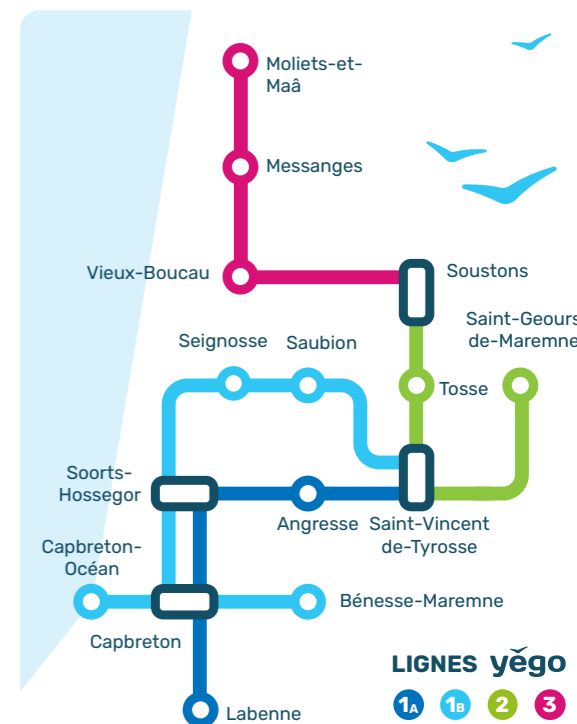 Moliets-et-
Maâ
Messanges
Vieux-Boucau
Soustons
Saint-Geours
de-Maremne
Seignosse
Saubion
Tosse
Soorts-
Hossegor
Angresse
Saint-Vincent
de-Tyrosse
Capbreton-
Océan
Bénesse-Maremne
Capbreton
LIGNES yégo
1A 1B 2 3
Labenne